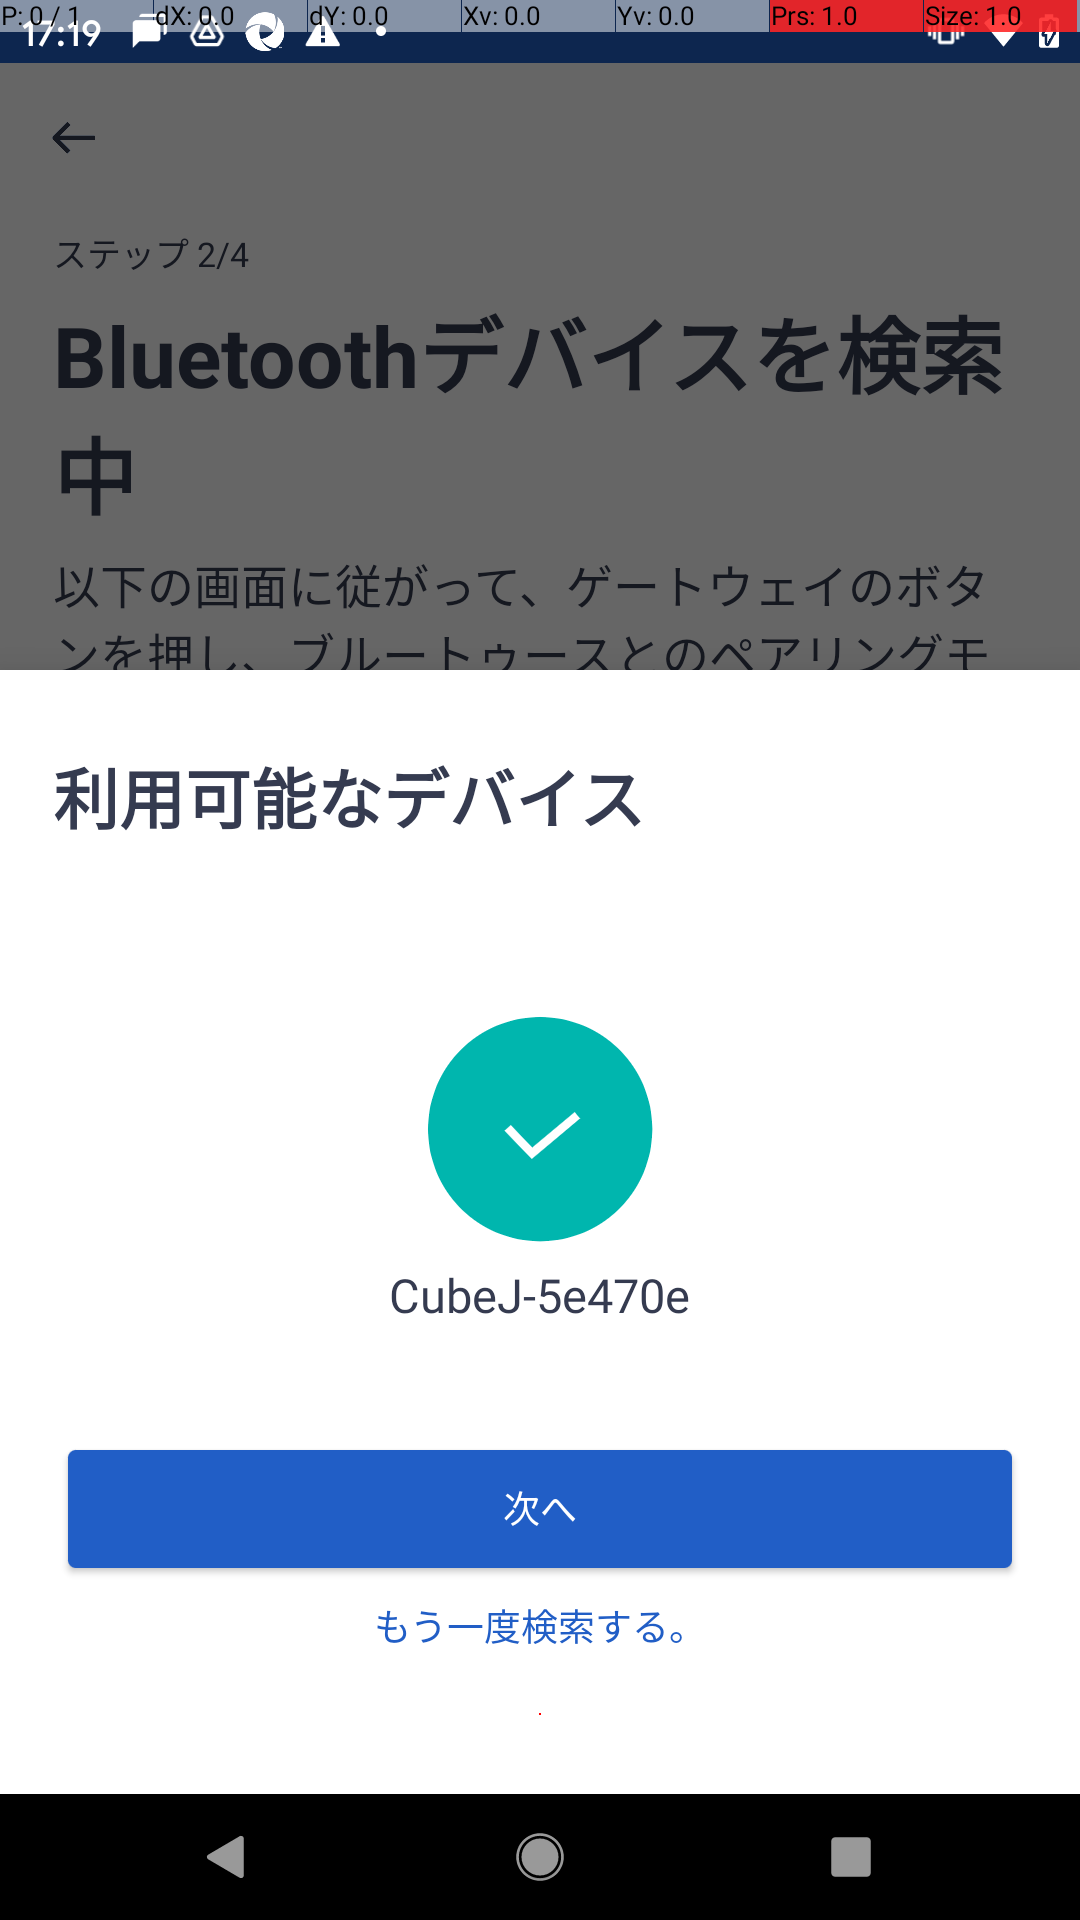 P: 0 / 1 dX: 0.0 dY: 0.0 Xv: 0.0 Yv: 0.0 Prs: 1.0 Size: 1.0
17:19
ステップ 2/4
Bluetoothデバイスを検索
中
以下の画面に従がって、ゲートウェイのボタ
ンを押し、ブルートゥースとのペアリングモ
利用可能なデバイス
CubeJ-5e470e
次へ
もう一度検索する。